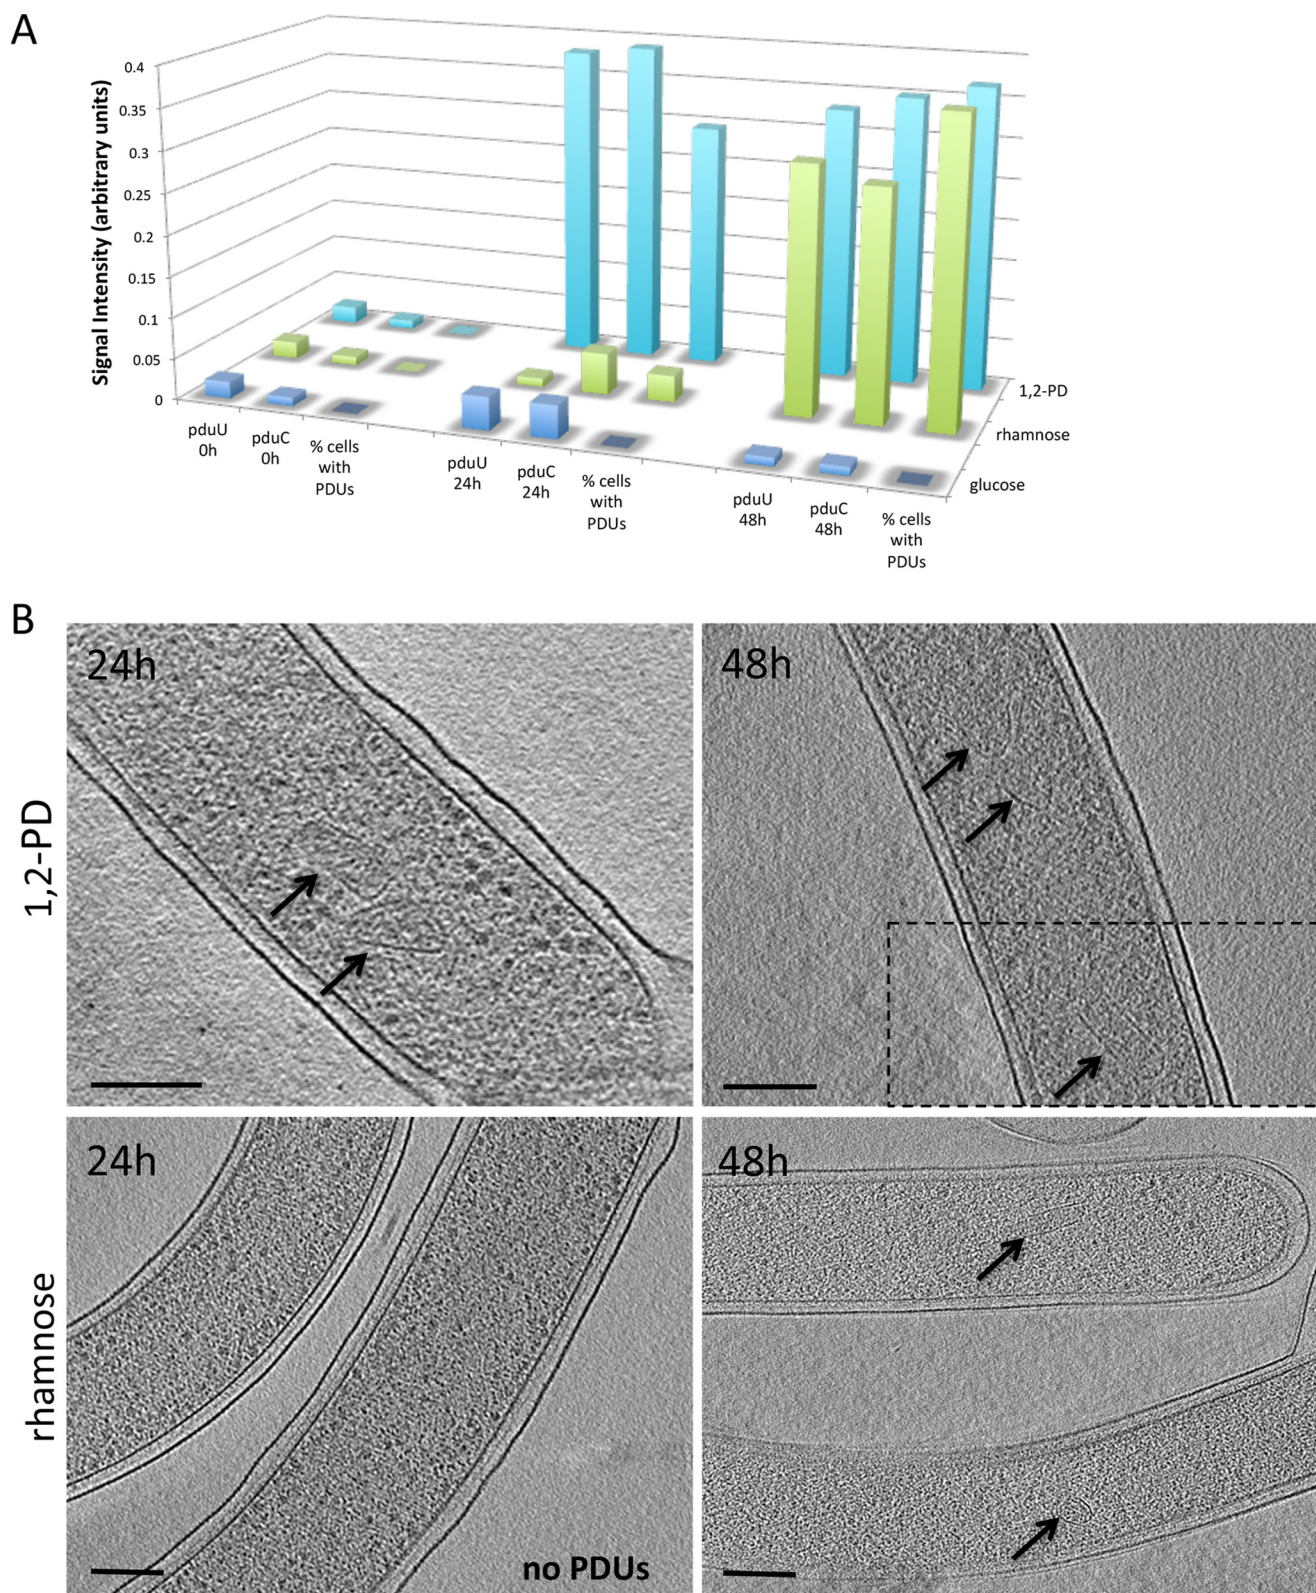 A
Signal Intensity (arbitrary units)
0.4
0.35
0.3
0.25
0.2
0.15
0.1
0.05
0
pduU
0h
pduC
0h
% cells
with
PDUs
pduU
24h
pduC
24h
% cells
with
PDUs
pduU
48h
pduC
48h
% cells
with
PDUs
1,2-PD
rhamnose
glucose
B
1,2-PD
24h
48h
rhamnose
24h
no PDUs
48h